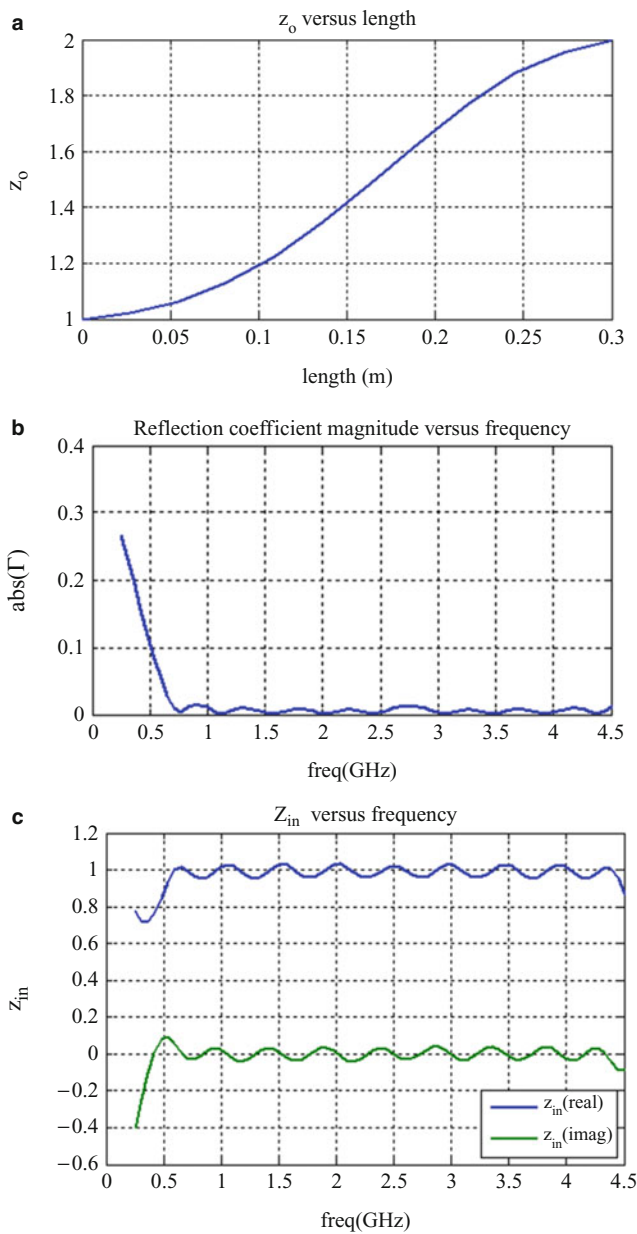 a
z_o versus length
2
1.8
1.6
1.4
1.2
1
z_o
0 0.05 0.1 0.15 0.2 0.25 0.3
length (m)
b
Reflection coefficient magnitude versus frequency
0.4
0.3
0.2
0.1
0
abs(Γ)
0 0.5 1 1.5 2 2.5 3 3.5 4 4.5
freq(GHz)
c
Z_in versus frequency
1.2
1
0.8
0.6
0.4
0.2
0
−0.2
−0.4
−0.6
z_in
z_in(real)
z_in(imag)
0 0.5 1 1.5 2 2.5 3 3.5 4 4.5
freq(GHz)